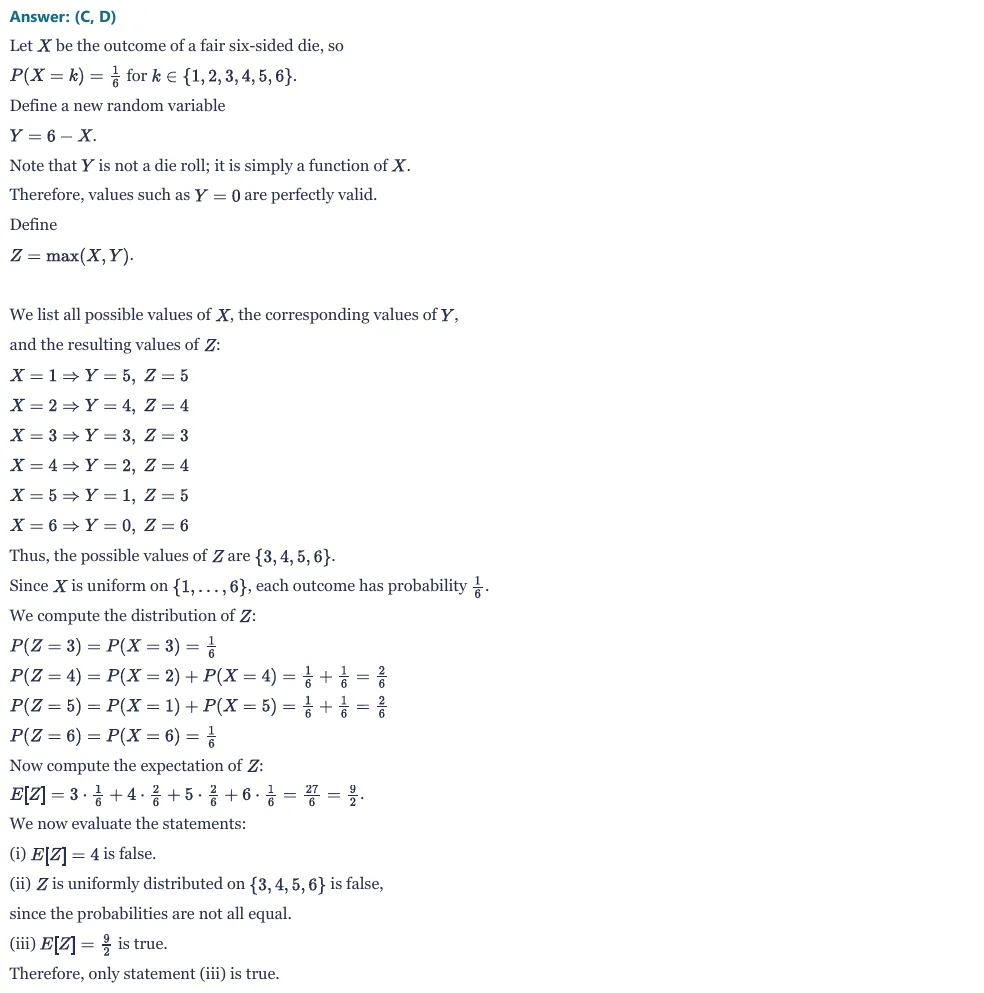 Answer: (C, D)
Let X be the outcome of a fair six-sided die, so
P(X = k) = 1/6 for k ∈ {1, 2, 3, 4, 5, 6}.
Define a new random variable
Y = 6 − X.
Note that Y is not a die roll; it is simply a function of X.
Therefore, values such as Y = 0 are perfectly valid.
Define
Z = max(X, Y).
We list all possible values of X, the corresponding values of Y,
and the resulting values of Z:
X = 1 ⇒ Y = 5, Z = 5
X = 2 ⇒ Y = 4, Z = 4
X = 3 ⇒ Y = 3, Z = 3
X = 4 ⇒ Y = 2, Z = 4
X = 5 ⇒ Y = 1, Z = 5
X = 6 ⇒ Y = 0, Z = 6
Thus, the possible values of Z are {3, 4, 5, 6}.
Since X is uniform on {1, . . . , 6}, each outcome has probability 1/6.
We compute the distribution of Z:
P(Z = 3) = P(X = 3) = 1/6
P(Z = 4) = P(X = 2) + P(X = 4) = 1/6 + 1/6 = 2/6
P(Z = 5) = P(X = 1) + P(X = 5) = 1/6 + 1/6 = 2/6
P(Z = 6) = P(X = 6) = 1/6
Now compute the expectation of Z:
E[Z] = 3 · 1/6 + 4 · 2/6 + 5 · 2/6 + 6 · 1/6 = 27/6 = 9/2.
We now evaluate the statements:
(i) E[Z] = 4 is false.
(ii) Z is uniformly distributed on {3, 4, 5, 6} is false,
since the probabilities are not all equal.
(iii) E[Z] = 9/2 is true.
Therefore, only statement (iii) is true.